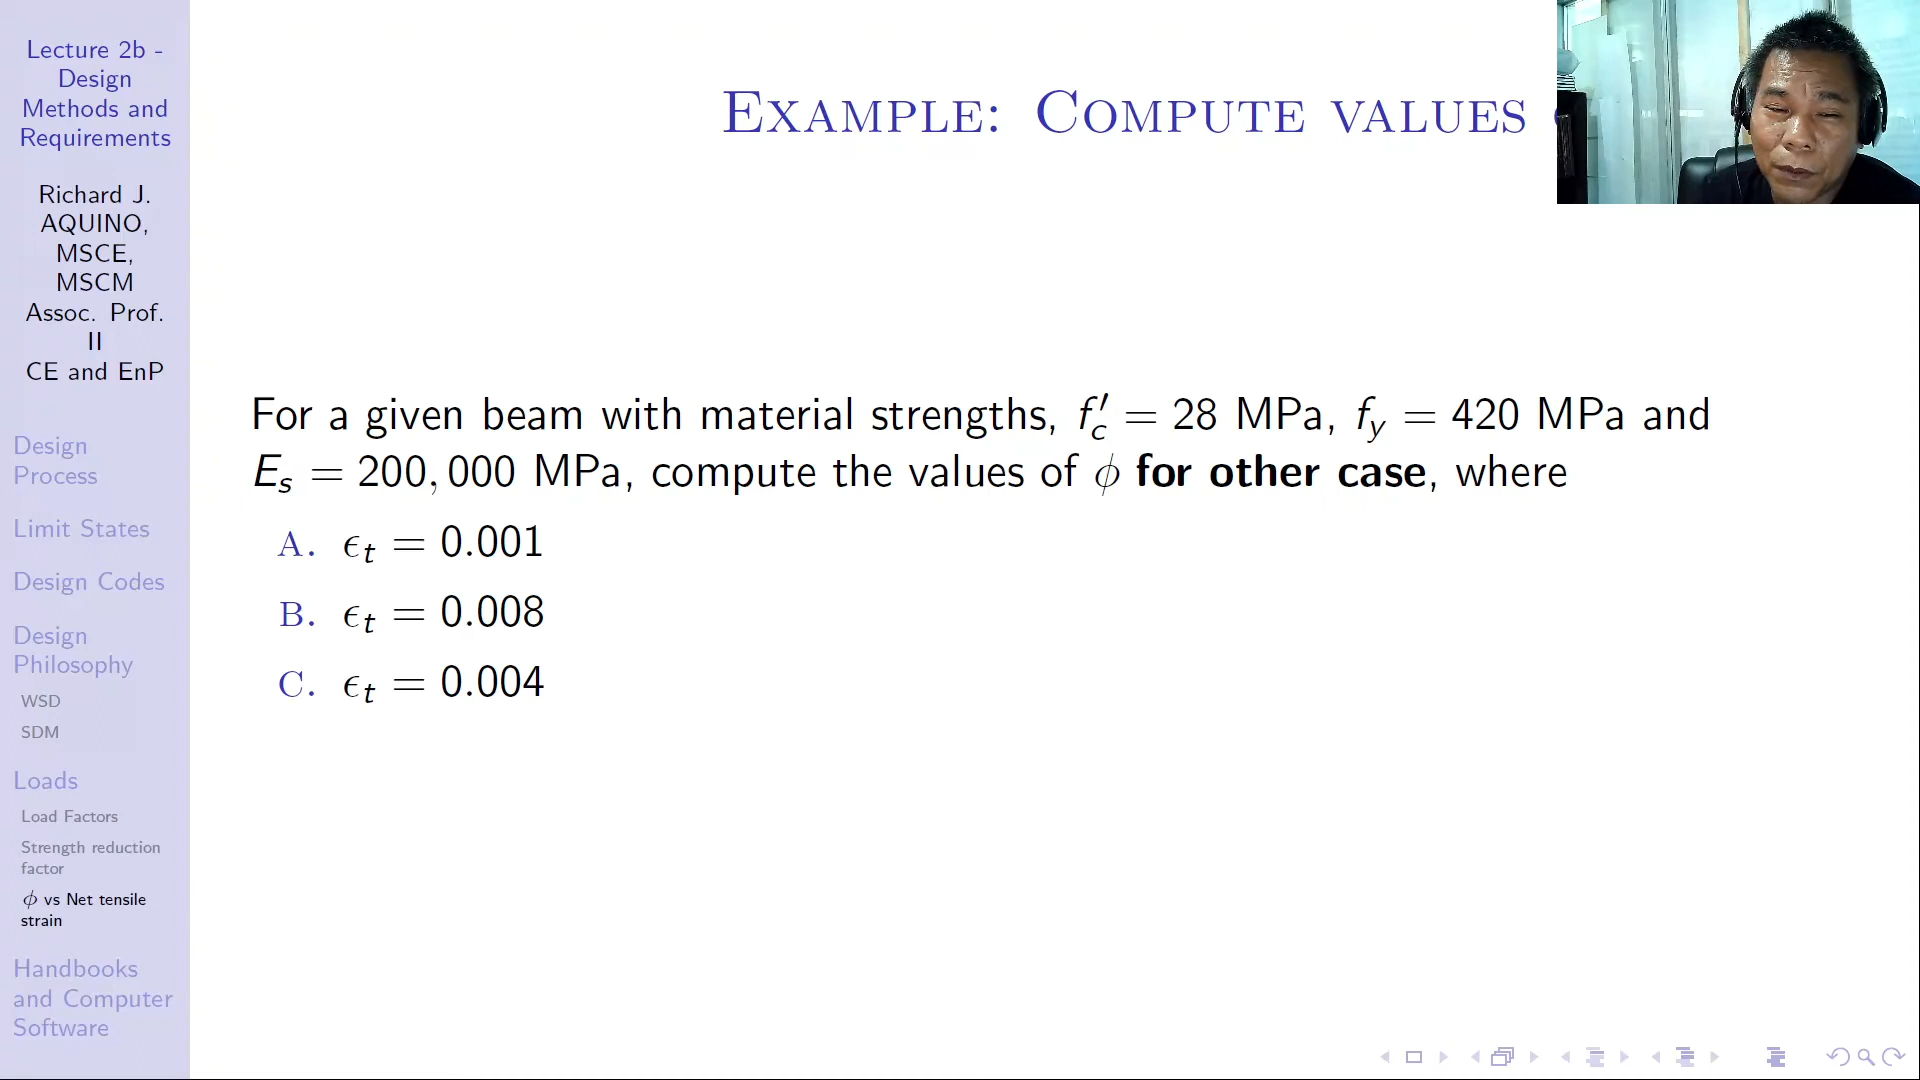 Lecture 2b -
Design
Methods and
Requirements
Richard J.
AQUINO,
MSCE,
MSCM
Assoc. Prof.
II
CE and EnP
Design
Process
Limit States
Design Codes
Design
Philosophy
WSD
SDM
Loads
Load Factors
Strength reduction
factor
ϕ vs Net tensile
strain
Handbooks
and Computer
Software
Example: Compute values
For a given beam with material strengths, f′c = 28 MPa, fy = 420 MPa and
Es = 200,000 MPa, compute the values of ϕ for other case, where
A. ϵt = 0.001
B. ϵt = 0.008
C. ϵt = 0.004